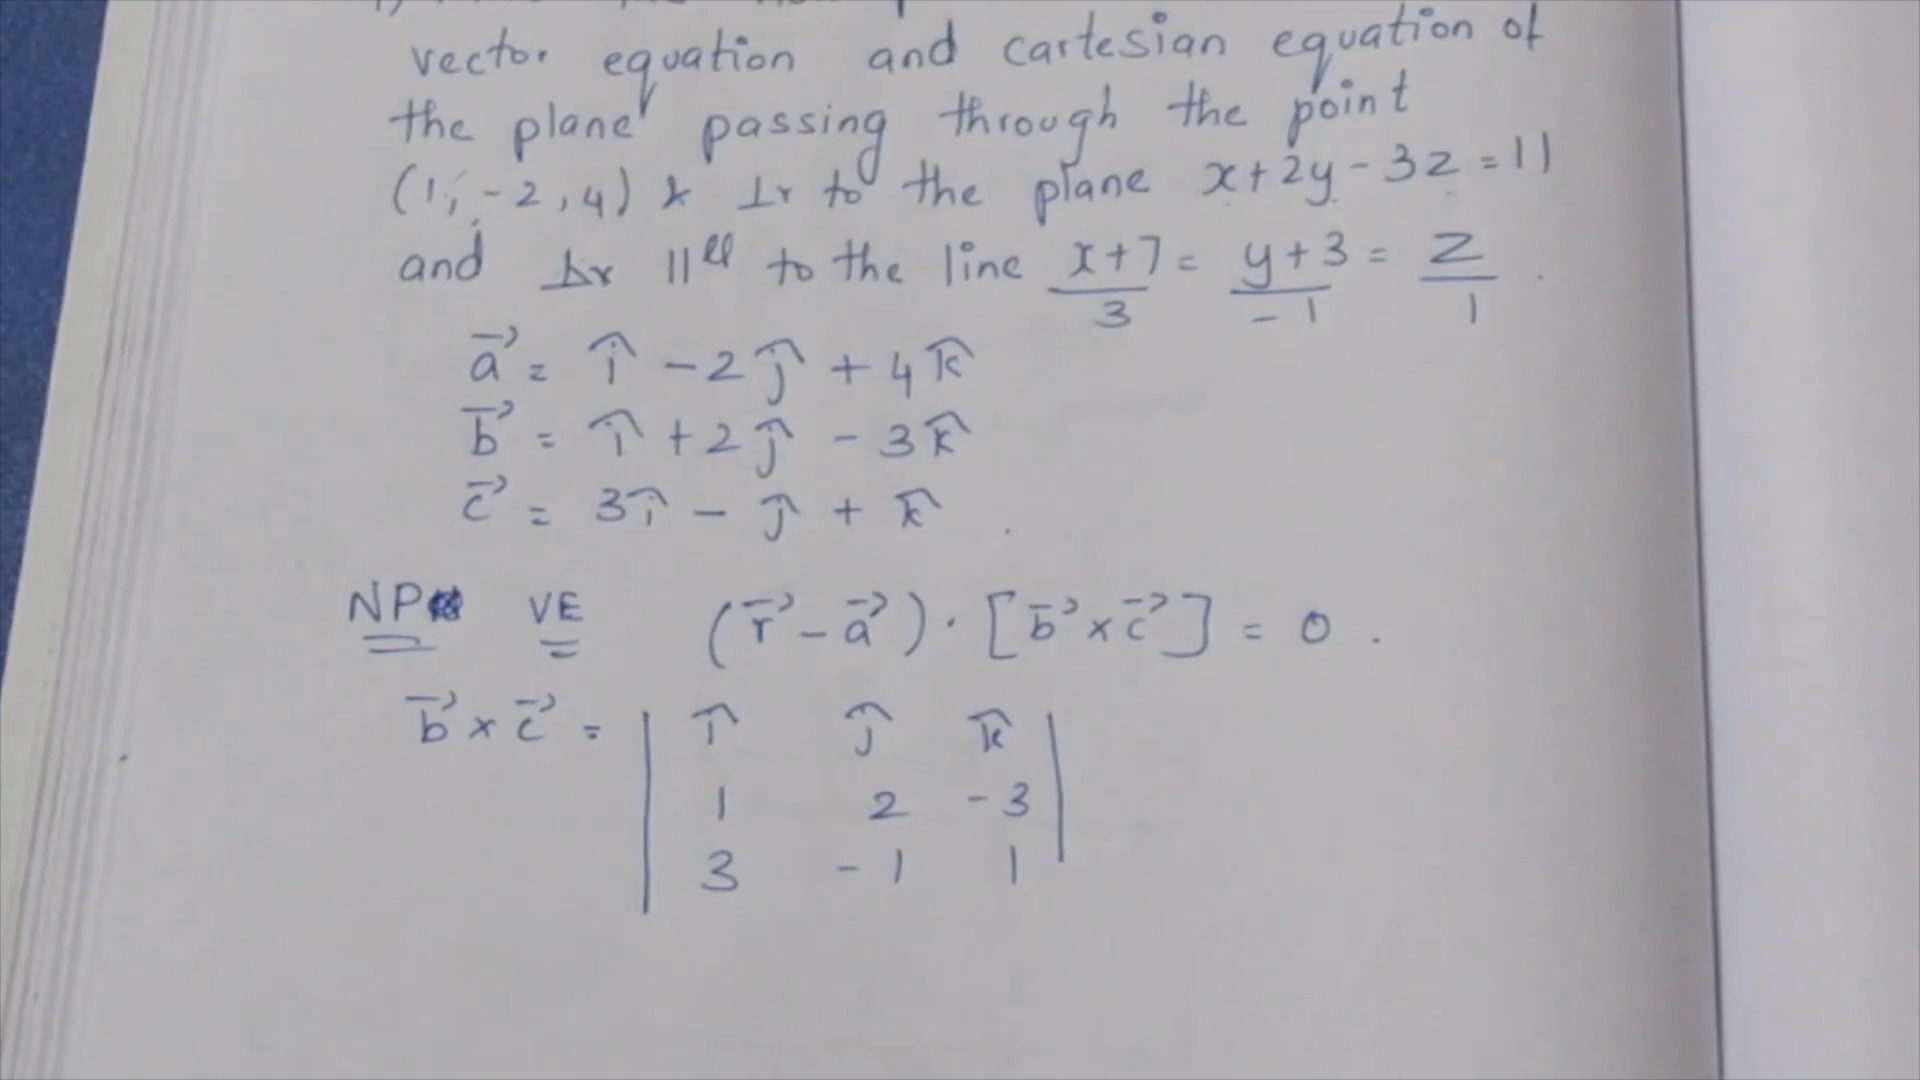 the
vector equation and cartesian equation of
the plane passing through the point
(1, -2, 4) & ⊥r to the plane x+2y-3z=11
and ||el to the line x+7/3 = y+3/-1 = z/1.
a⃗ = î - 2ĵ + 4k̂
b⃗ = î + 2ĵ - 3k̂
c⃗ = 3î - ĵ + k̂
NP VE (r⃗ - a⃗) · [b⃗ × c⃗] = 0.
b⃗ × c⃗ = | î ĵ k̂ |
1 2 -3
3 -1 1